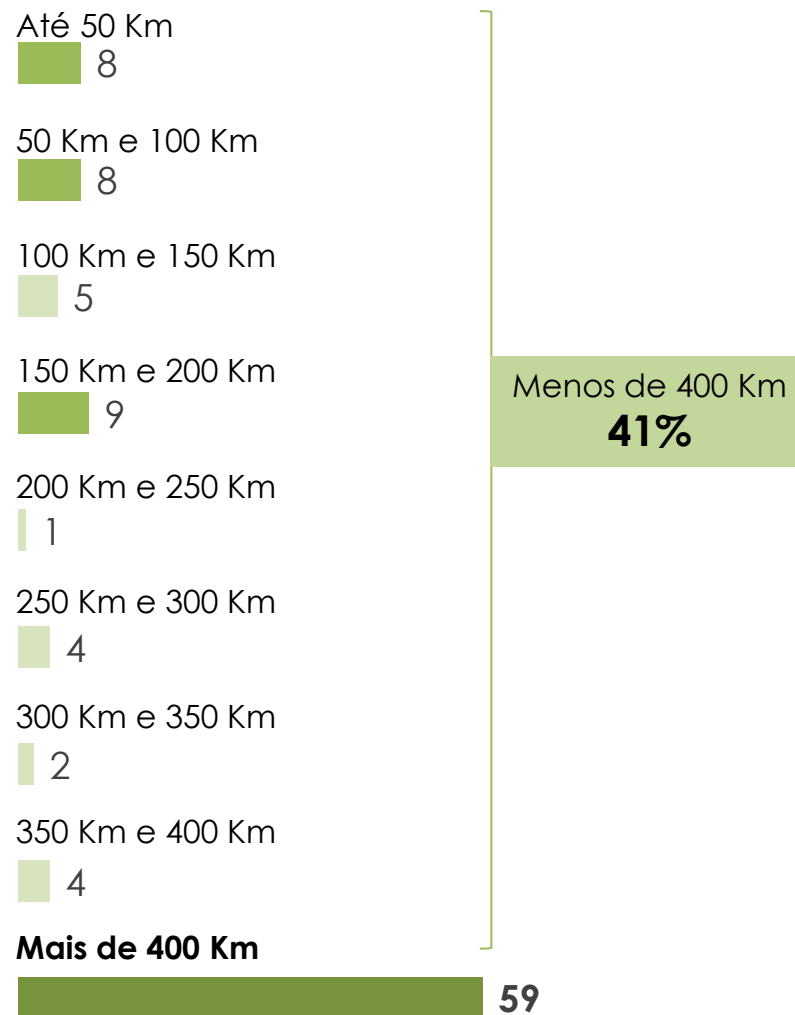 Até 50 Km
8
50 Km e 100 Km
8
100 Km e 150 Km
5
150 Km e 200 Km
9
Menos de 400 Km
41%
200 Km e 250 Km
1
250 Km e 300 Km
4
300 Km e 350 Km
2
350 Km e 400 Km
4
Mais de 400 Km
59